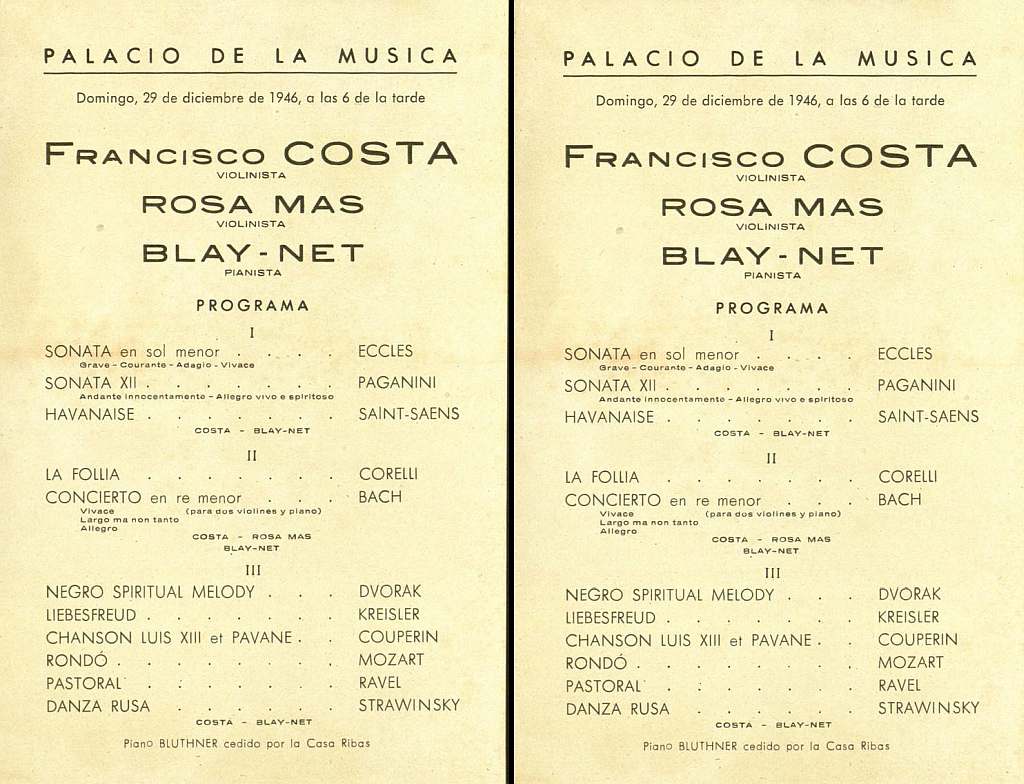 PALACIO DE LA MUSICA
Domingo, 29 de diciembre de 1946, a las 6 de la tarde
FRANCISCO COSTA
VIOLINISTA
ROSA MAS
VIOLINISTA
BLAY-NET
PIANISTA
PROGRAMA
I
SONATA en sol menor . . . . ECCLES
Grave - Courante - Adagio - Vivace
SONATA XII . . . . . . . PAGANINI
Andante innocentamente - Allegro vivo e spiritoso
HAVANAISE . . . . . . . SAINT-SAENS
COSTA - BLAY-NET
II
LA FOLLIA . . . . . . . CORELLI
CONCIERTO en re menor . . . BACH
Vivace (para dos violines y piano)
Largo ma non tanto
Allegro
COSTA - ROSA MAS
BLAY-NET
III
NEGRO SPIRITUAL MELODY . . . DVORAK
LIEBESFREUD . . . . . . . KREISLER
CHANSON LUIS XIII et PAVANE . . COUPERIN
RONDÓ . . . . . . . . MOZART
PASTORAL . . . . . . . RAVEL
DANZA RUSA . . . . . . STRAWINSKY
COSTA - BLAY-NET
Piano BLUTHNER cedido por la Casa Ribas
PALACIO DE LA MUSICA
Domingo, 29 de diciembre de 1946, a las 6 de la tarde
FRANCISCO COSTA
VIOLINISTA
ROSA MAS
VIOLINISTA
BLAY-NET
PIANISTA
PROGRAMA
I
SONATA en sol menor . . . . ECCLES
Grave - Courante - Adagio - Vivace
SONATA XII . . . . . . . PAGANINI
Andante innocentamente - Allegro vivo e spiritoso
HAVANAISE . . . . . . . SAINT-SAENS
COSTA - BLAY-NET
II
LA FOLLIA . . . . . . . CORELLI
CONCIERTO en re menor . . . BACH
Vivace (para dos violines y piano)
Largo ma non tanto
Allegro
COSTA - ROSA MAS
BLAY-NET
III
NEGRO SPIRITUAL MELODY . . . DVORAK
LIEBESFREUD . . . . . . . KREISLER
CHANSON LUIS XIII et PAVANE . . COUPERIN
RONDÓ . . . . . . . . MOZART
PASTORAL . . . . . . . RAVEL
DANZA RUSA . . . . . . STRAWINSKY
COSTA - BLAY-NET
Piano BLUTHNER cedido por la Casa Ribas